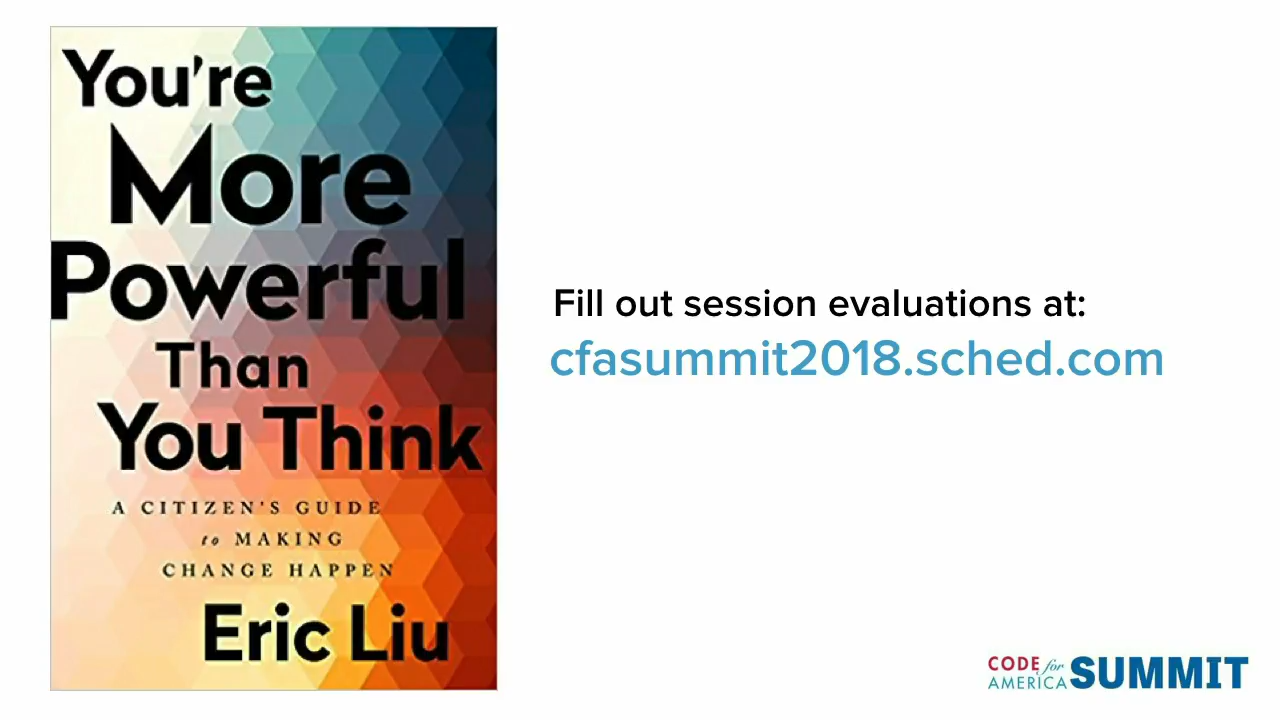 You're
More
Powerful
Than
You Think
A CITIZEN'S GUIDE
to MAKING
CHANGE HAPPEN
Eric Liu
Fill out session evaluations at:
cfasummit2018.sched.com
CODE for
AMERICA SUMMIT